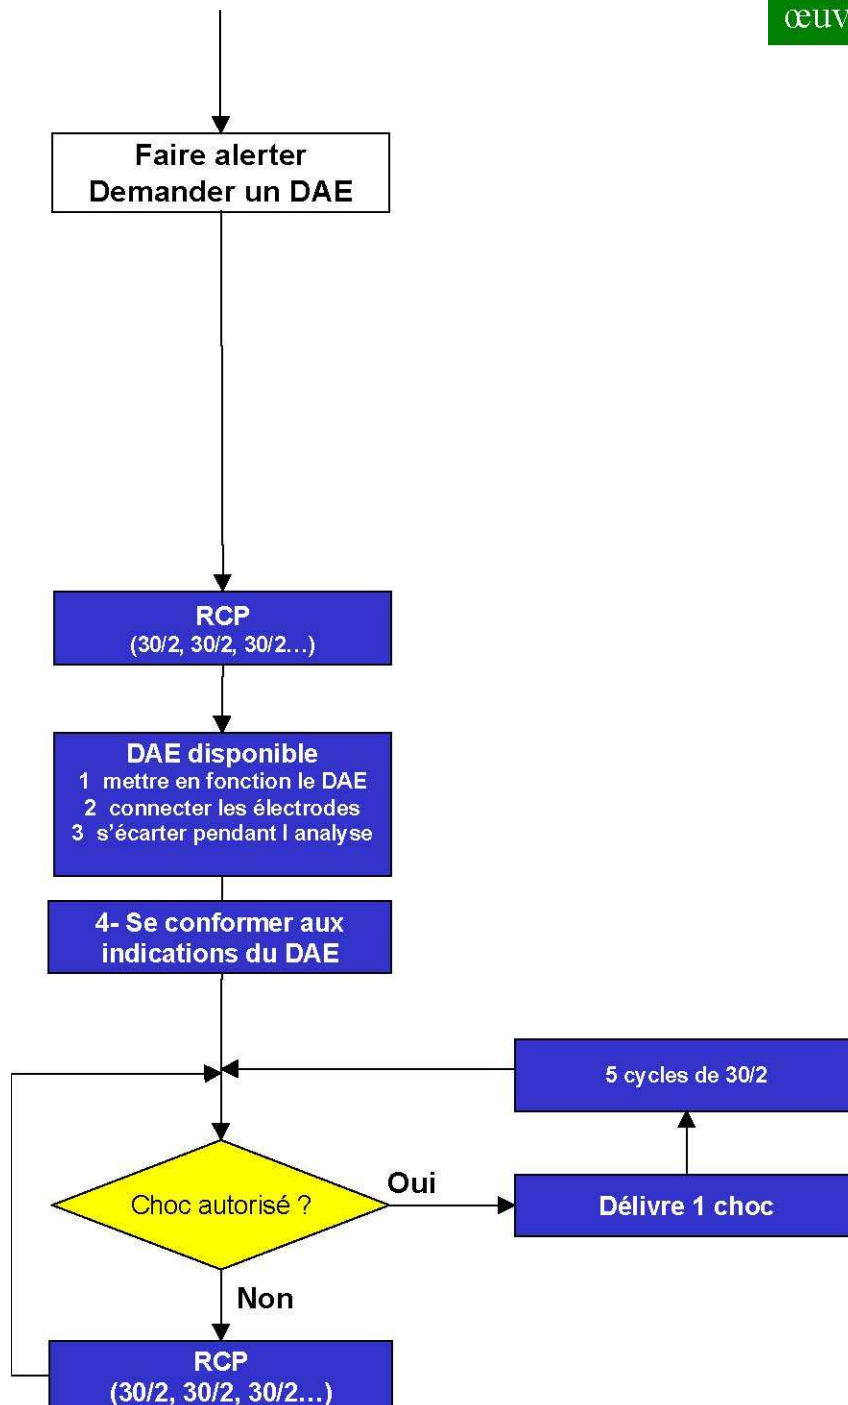 œuv
Faire alerter
Demander un DAE
RCP
(30/2, 30/2, 30/2…)
DAE disponible
1 mettre en fonction le DAE
2 connecter les électrodes
3 s’écarter pendant l analyse
4- Se conformer aux
indications du DAE
5 cycles de 30/2
Choc autorisé ?
Oui
Délivre 1 choc
Non
RCP
(30/2, 30/2, 30/2…)